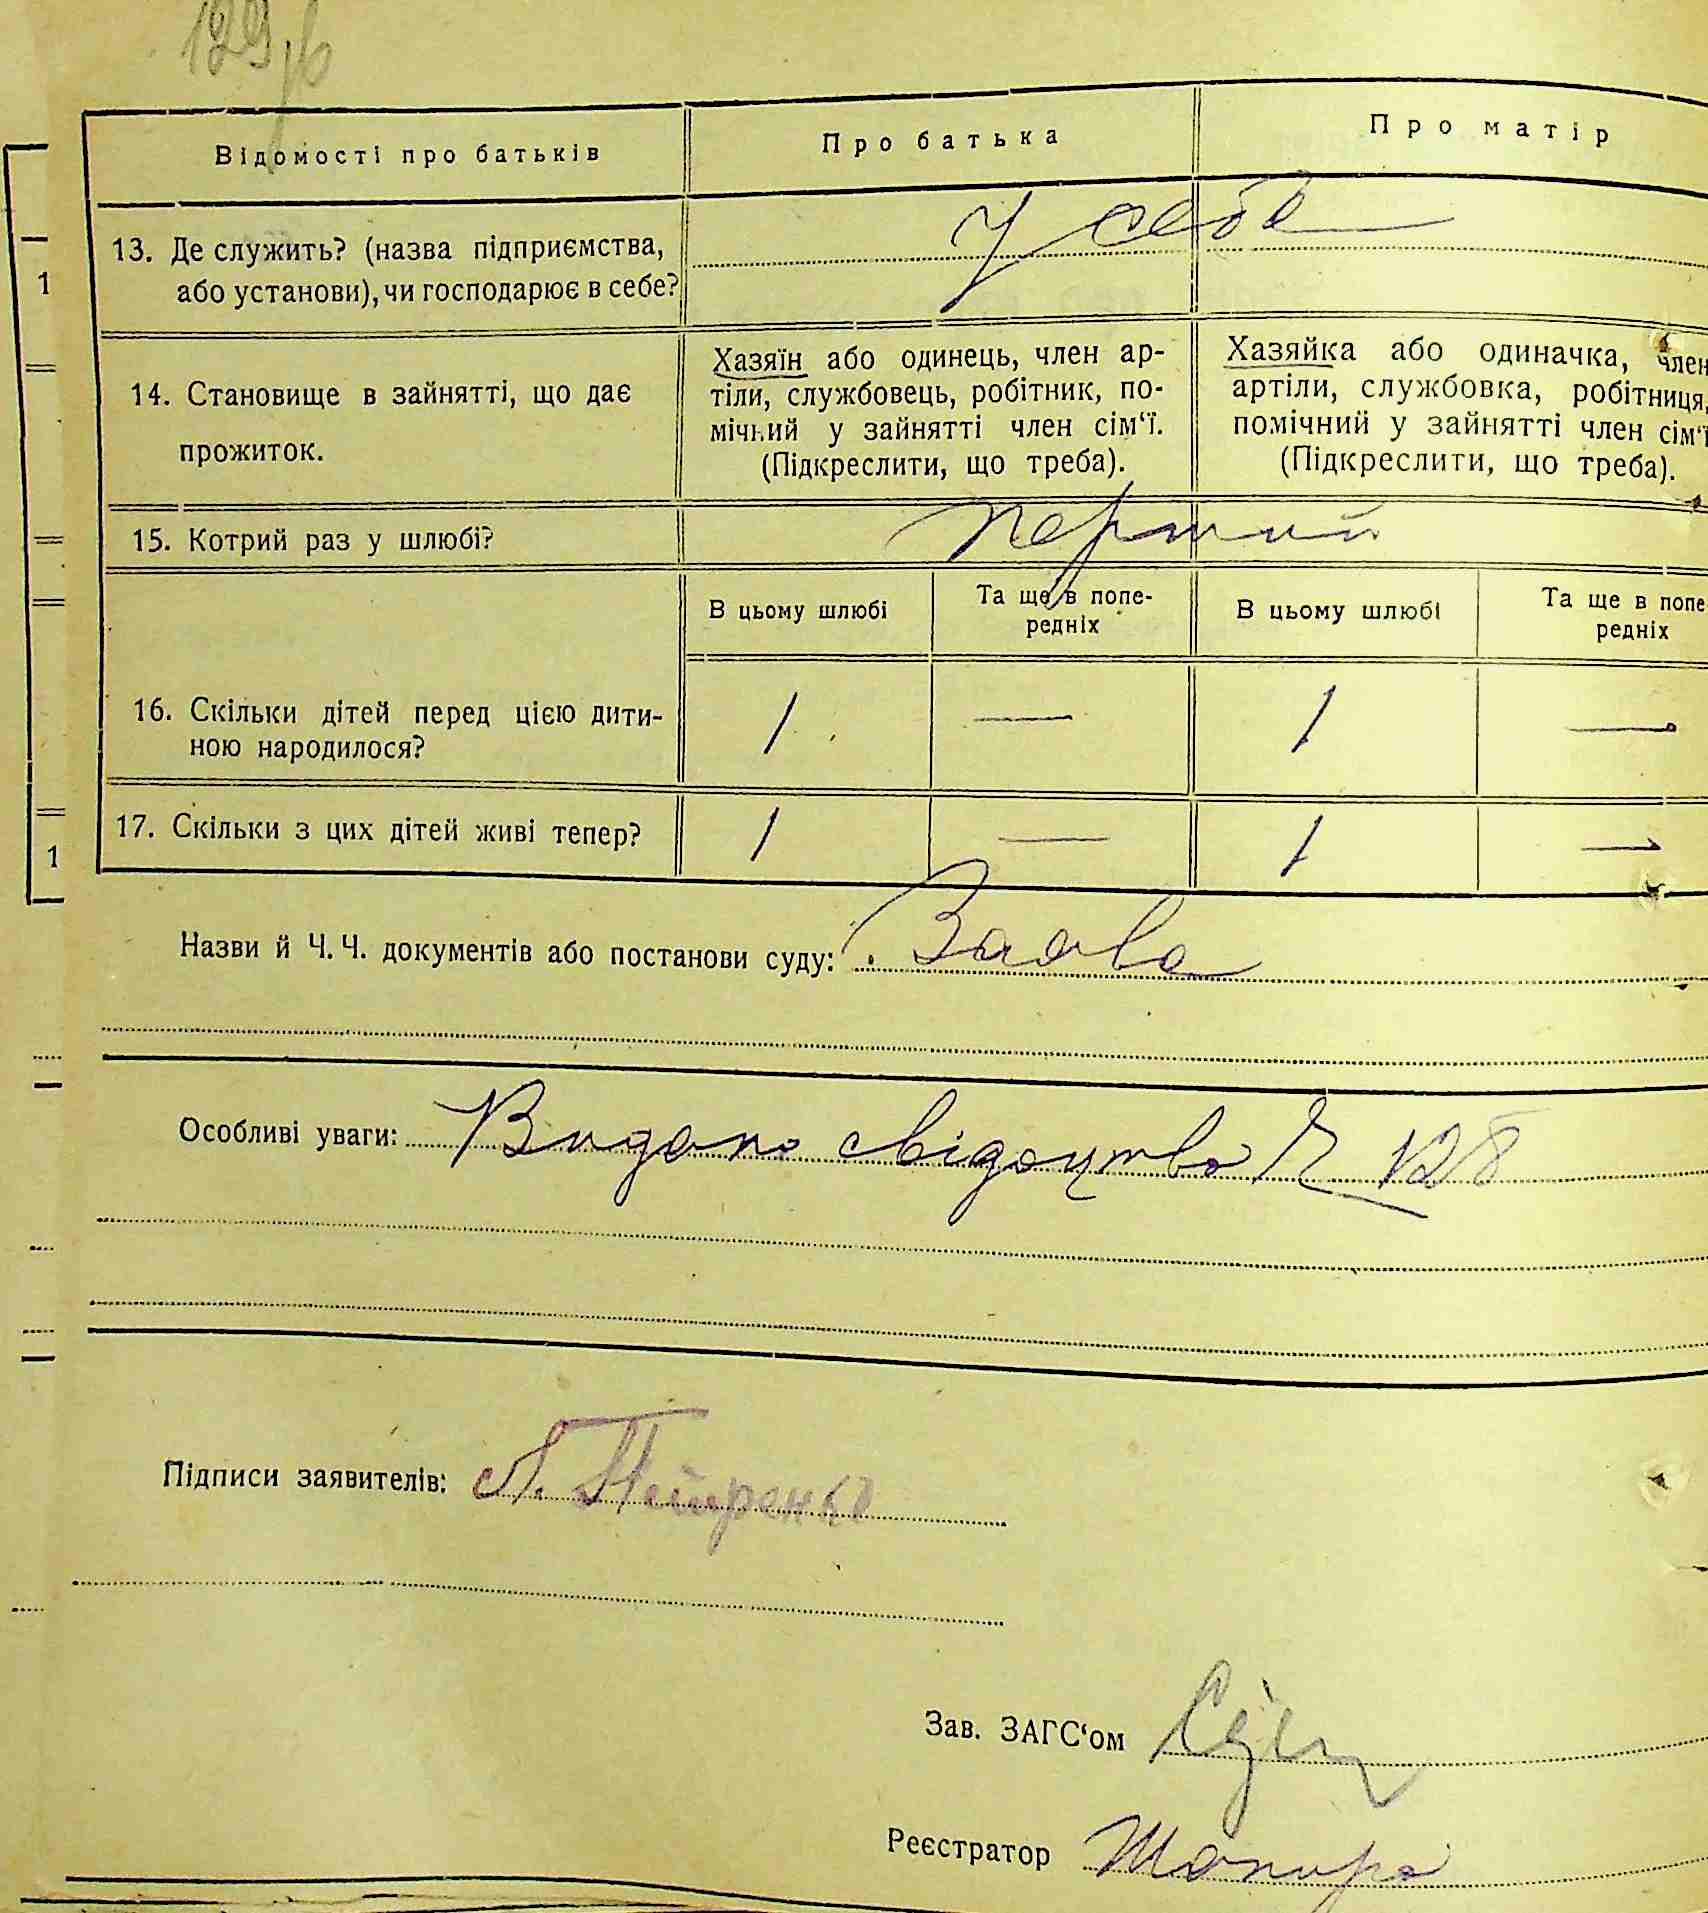 129
Відомості про батьків Про батька Про матір
13. Де служить? (назва підприємства, або установи), чи господарює в себе? У себе
14. Становище в зайнятті, що дає прожиток.
Хазяїн або одинець, член ар-
тіли, службовець, робітник, по-
мічний у зайнятті член сім‘ї.
(Підкреслити, що треба).
Хазяйка або одиначка, член
артіли, службовка, робітниця,
помічний у зайнятті член сім‘ї
(Підкреслити, що треба).
15. Котрий раз у шлюбі? перший
В цьому шлюбі Та ще в попе-редніх В цьому шлюбі Та ще в попе-редніх
16. Скільки дітей перед цією дити-
ною народилося? 1 — 1 —
17. Скільки з цих дітей живі тепер? 1 — 1 —
1
1
Назви й Ч. Ч. документів або постанови суду: Заява
Особливі уваги: Видано свідоцтво Ч 128
Підписи заявителів:
Зав. ЗАГС‘ом
Реєстратор